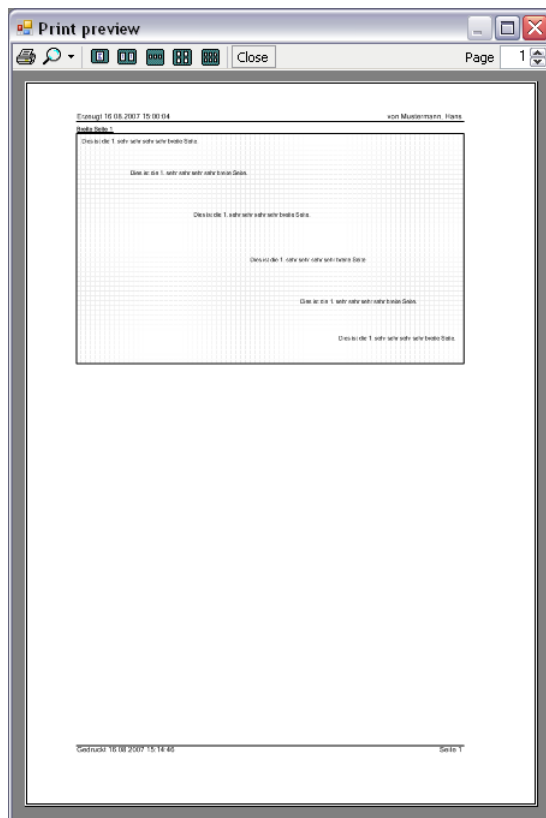 Print preview
Close
Page 1
Erzeugt 16.08.2007 15:00:04 von Mustermann, Hans
Breite Seite 1
Dies ist die 1. sehr sehr sehr sehr breite Seite.
Dies ist die 1. sehr sehr sehr sehr breite Seite.
Dies ist die 1. sehr sehr sehr sehr breite Seite.
Dies ist die 1. sehr sehr sehr sehr breite Seite.
Dies ist die 1. sehr sehr sehr sehr breite Seite.
Dies ist die 1. sehr sehr sehr sehr breite Seite.
Gedruckt 16.08.2007 15:14:46 Seite 1